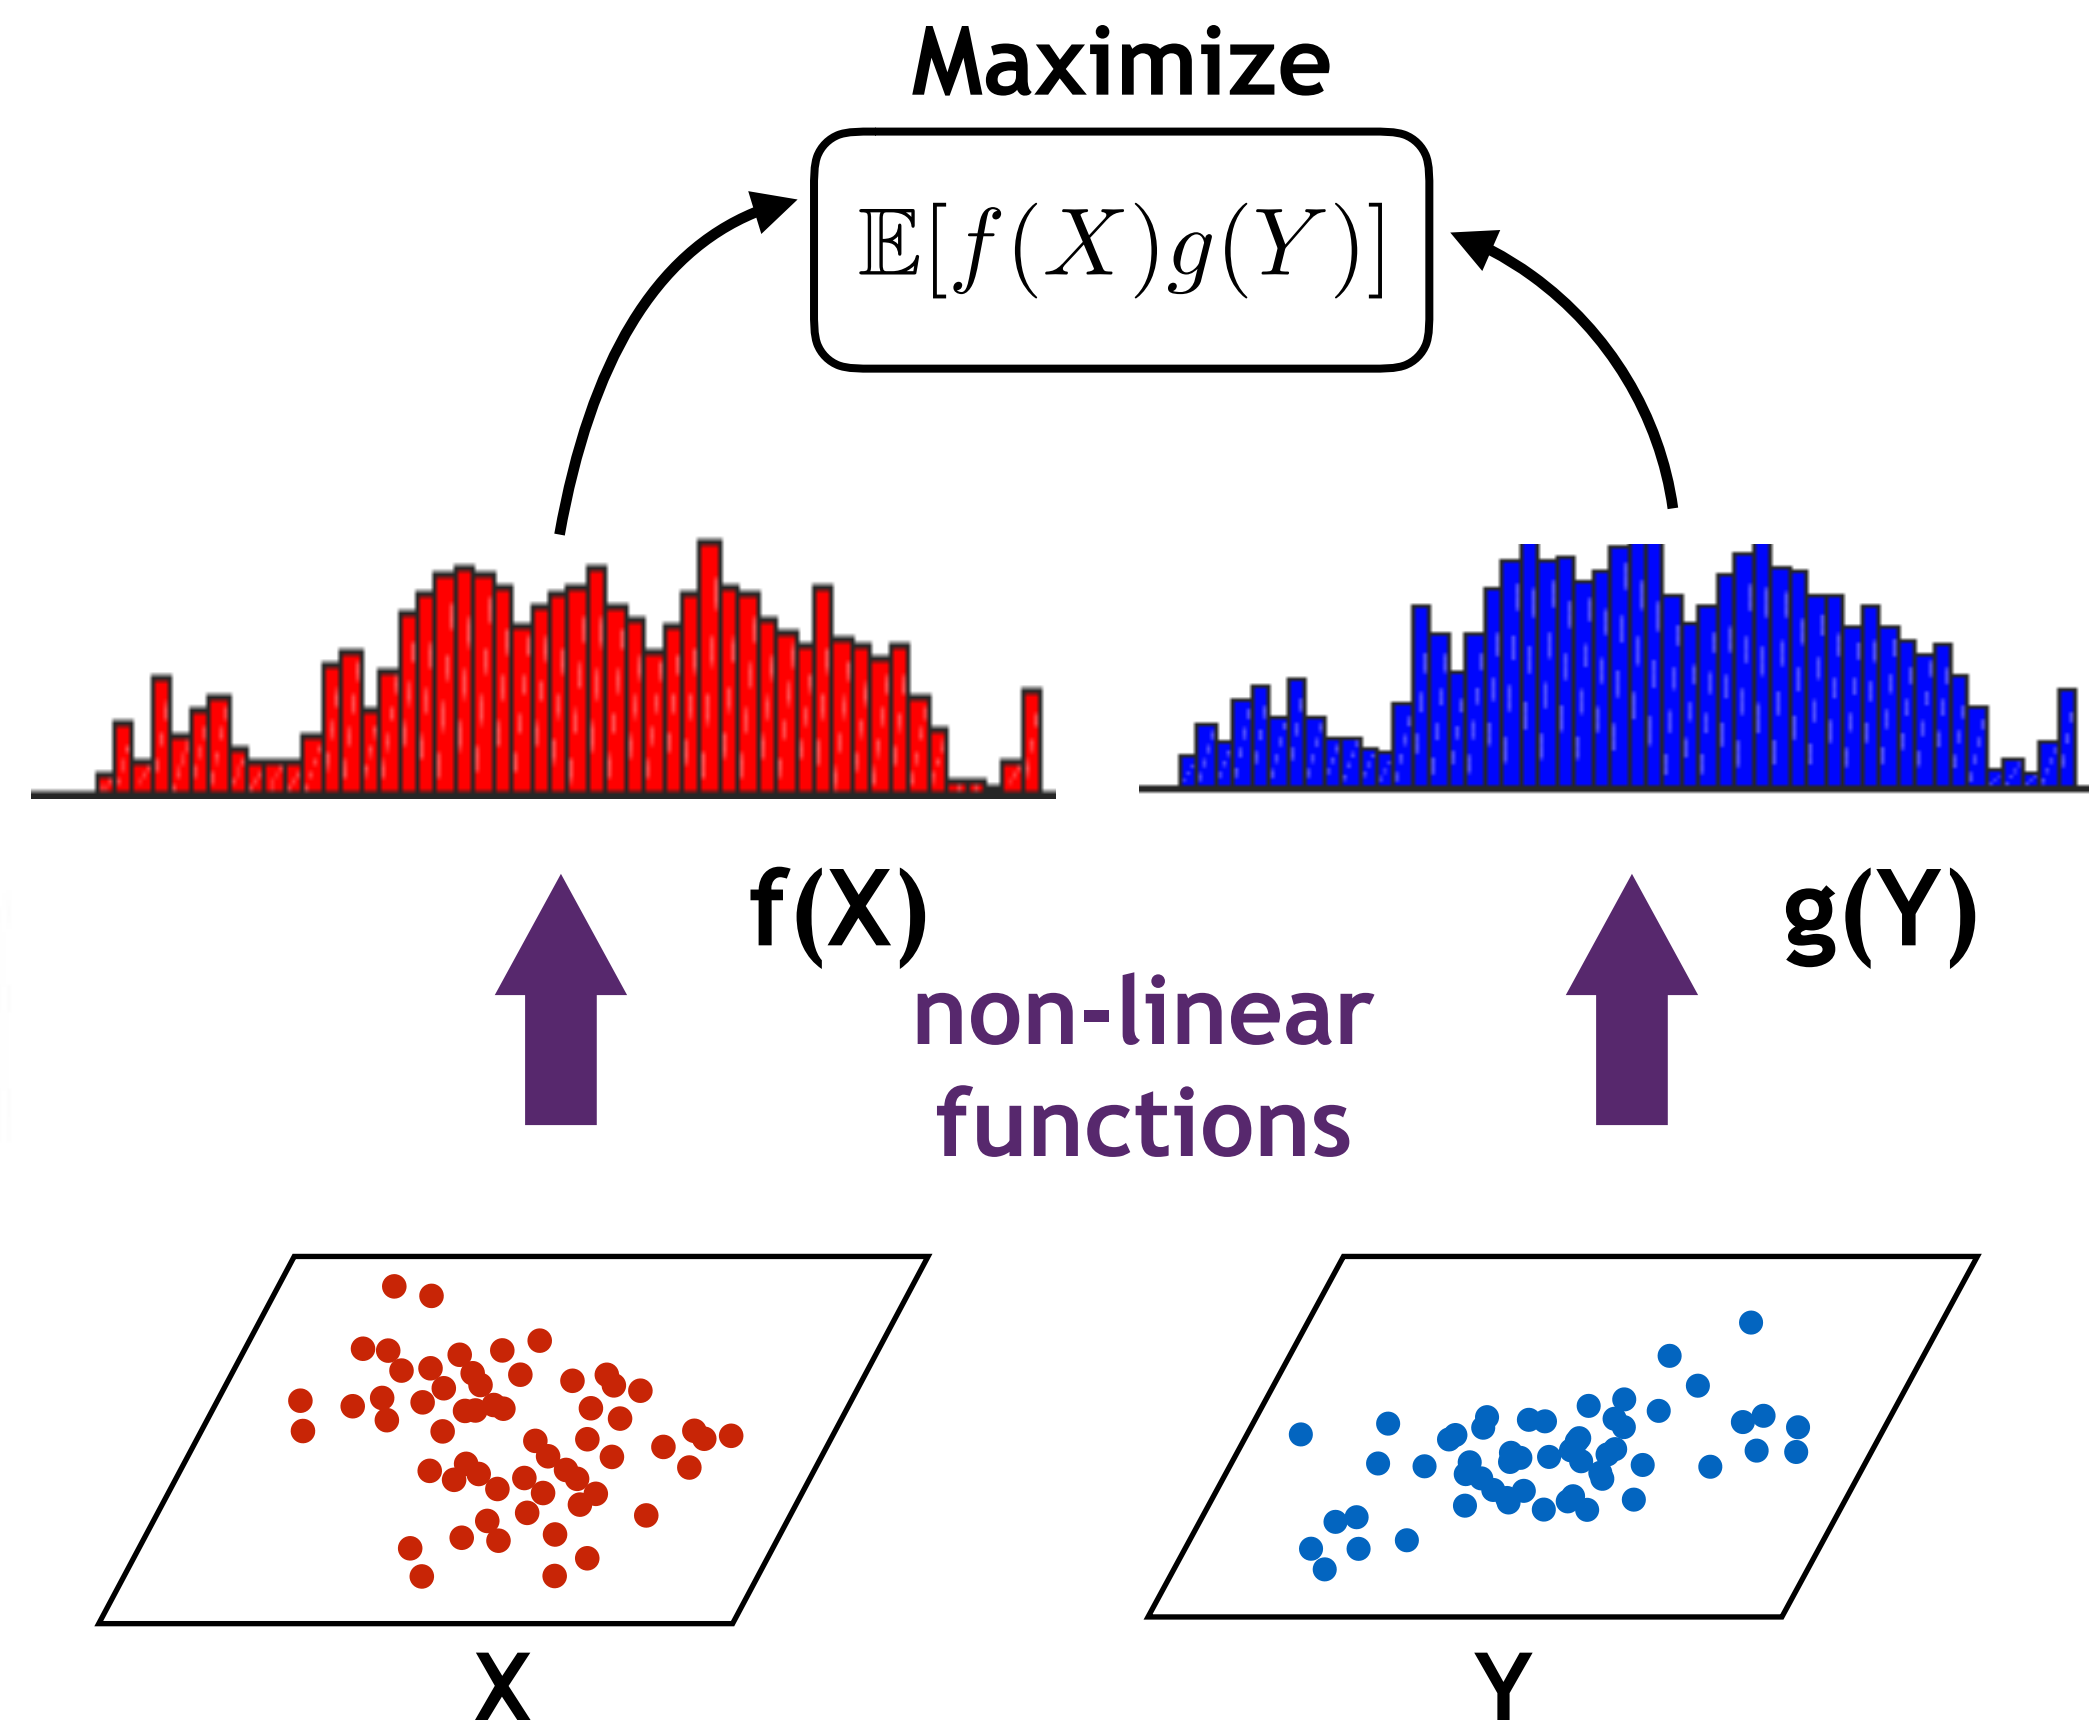 Maximize
𝔼[f(X)g(Y)]
f(X)
g(Y)
non-linear
functions
X
Y